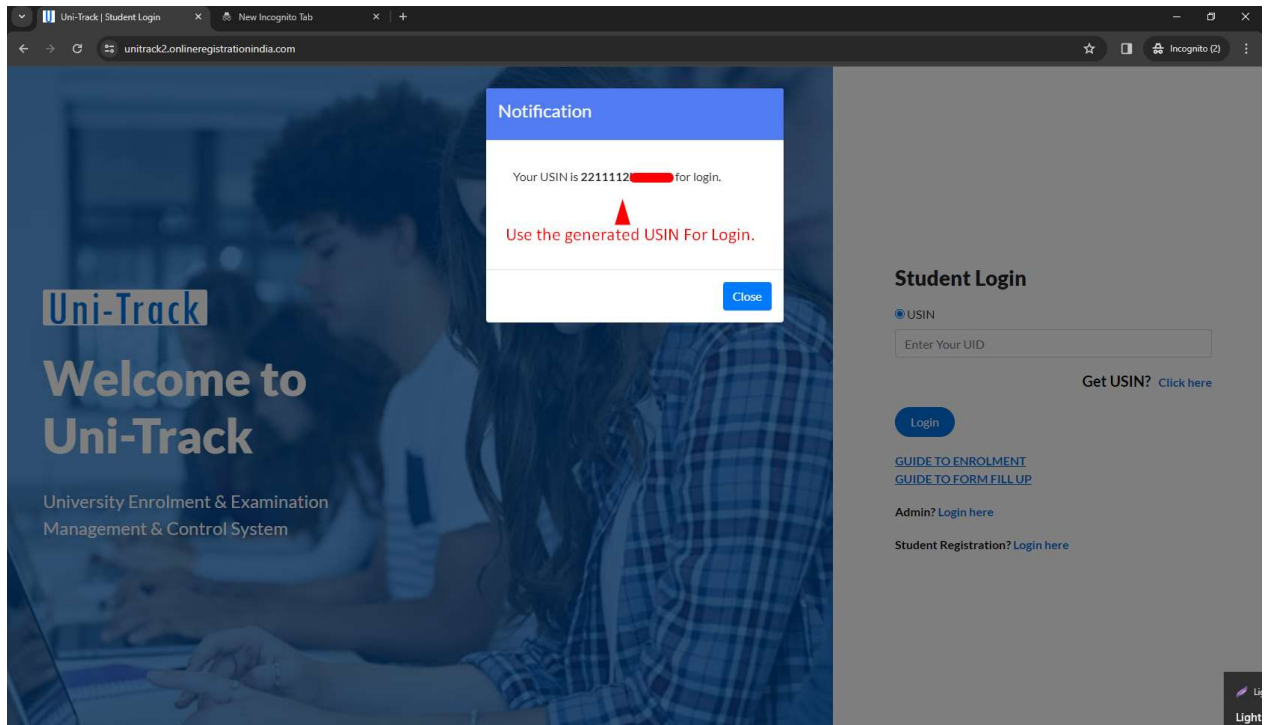 Uni-Track | Student Login
New Incognito Tab
unitrack2.onlineregistrationindia.com
Incognito (2)
Notification
Your USIN is 2211112 for login.
Use the generated USIN For Login.
Close
Uni-Track
Welcome to
Uni-Track
University Enrolment & Examination
Management & Control System
Student Login
USIN
Enter Your UID
Get USIN? Click here
Login
GUIDE TO ENROLMENT
GUIDE TO FORM FILL UP
Admin? Login here
Student Registration? Login here
Light